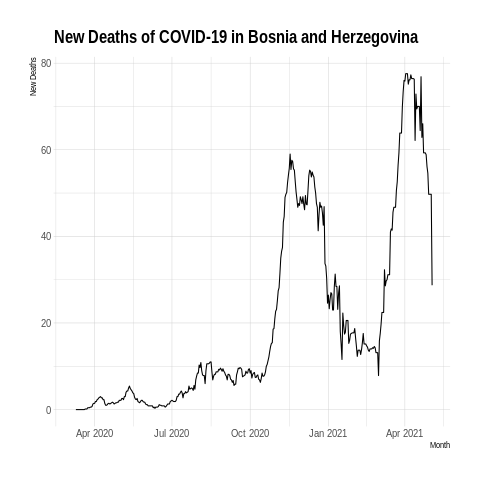 New Deaths of COVID-19 in Bosnia and Herzegovina
New Deaths
80
60
40
20
0
Apr 2020 Jul 2020 Oct 2020 Jan 2021 Apr 2021
Month